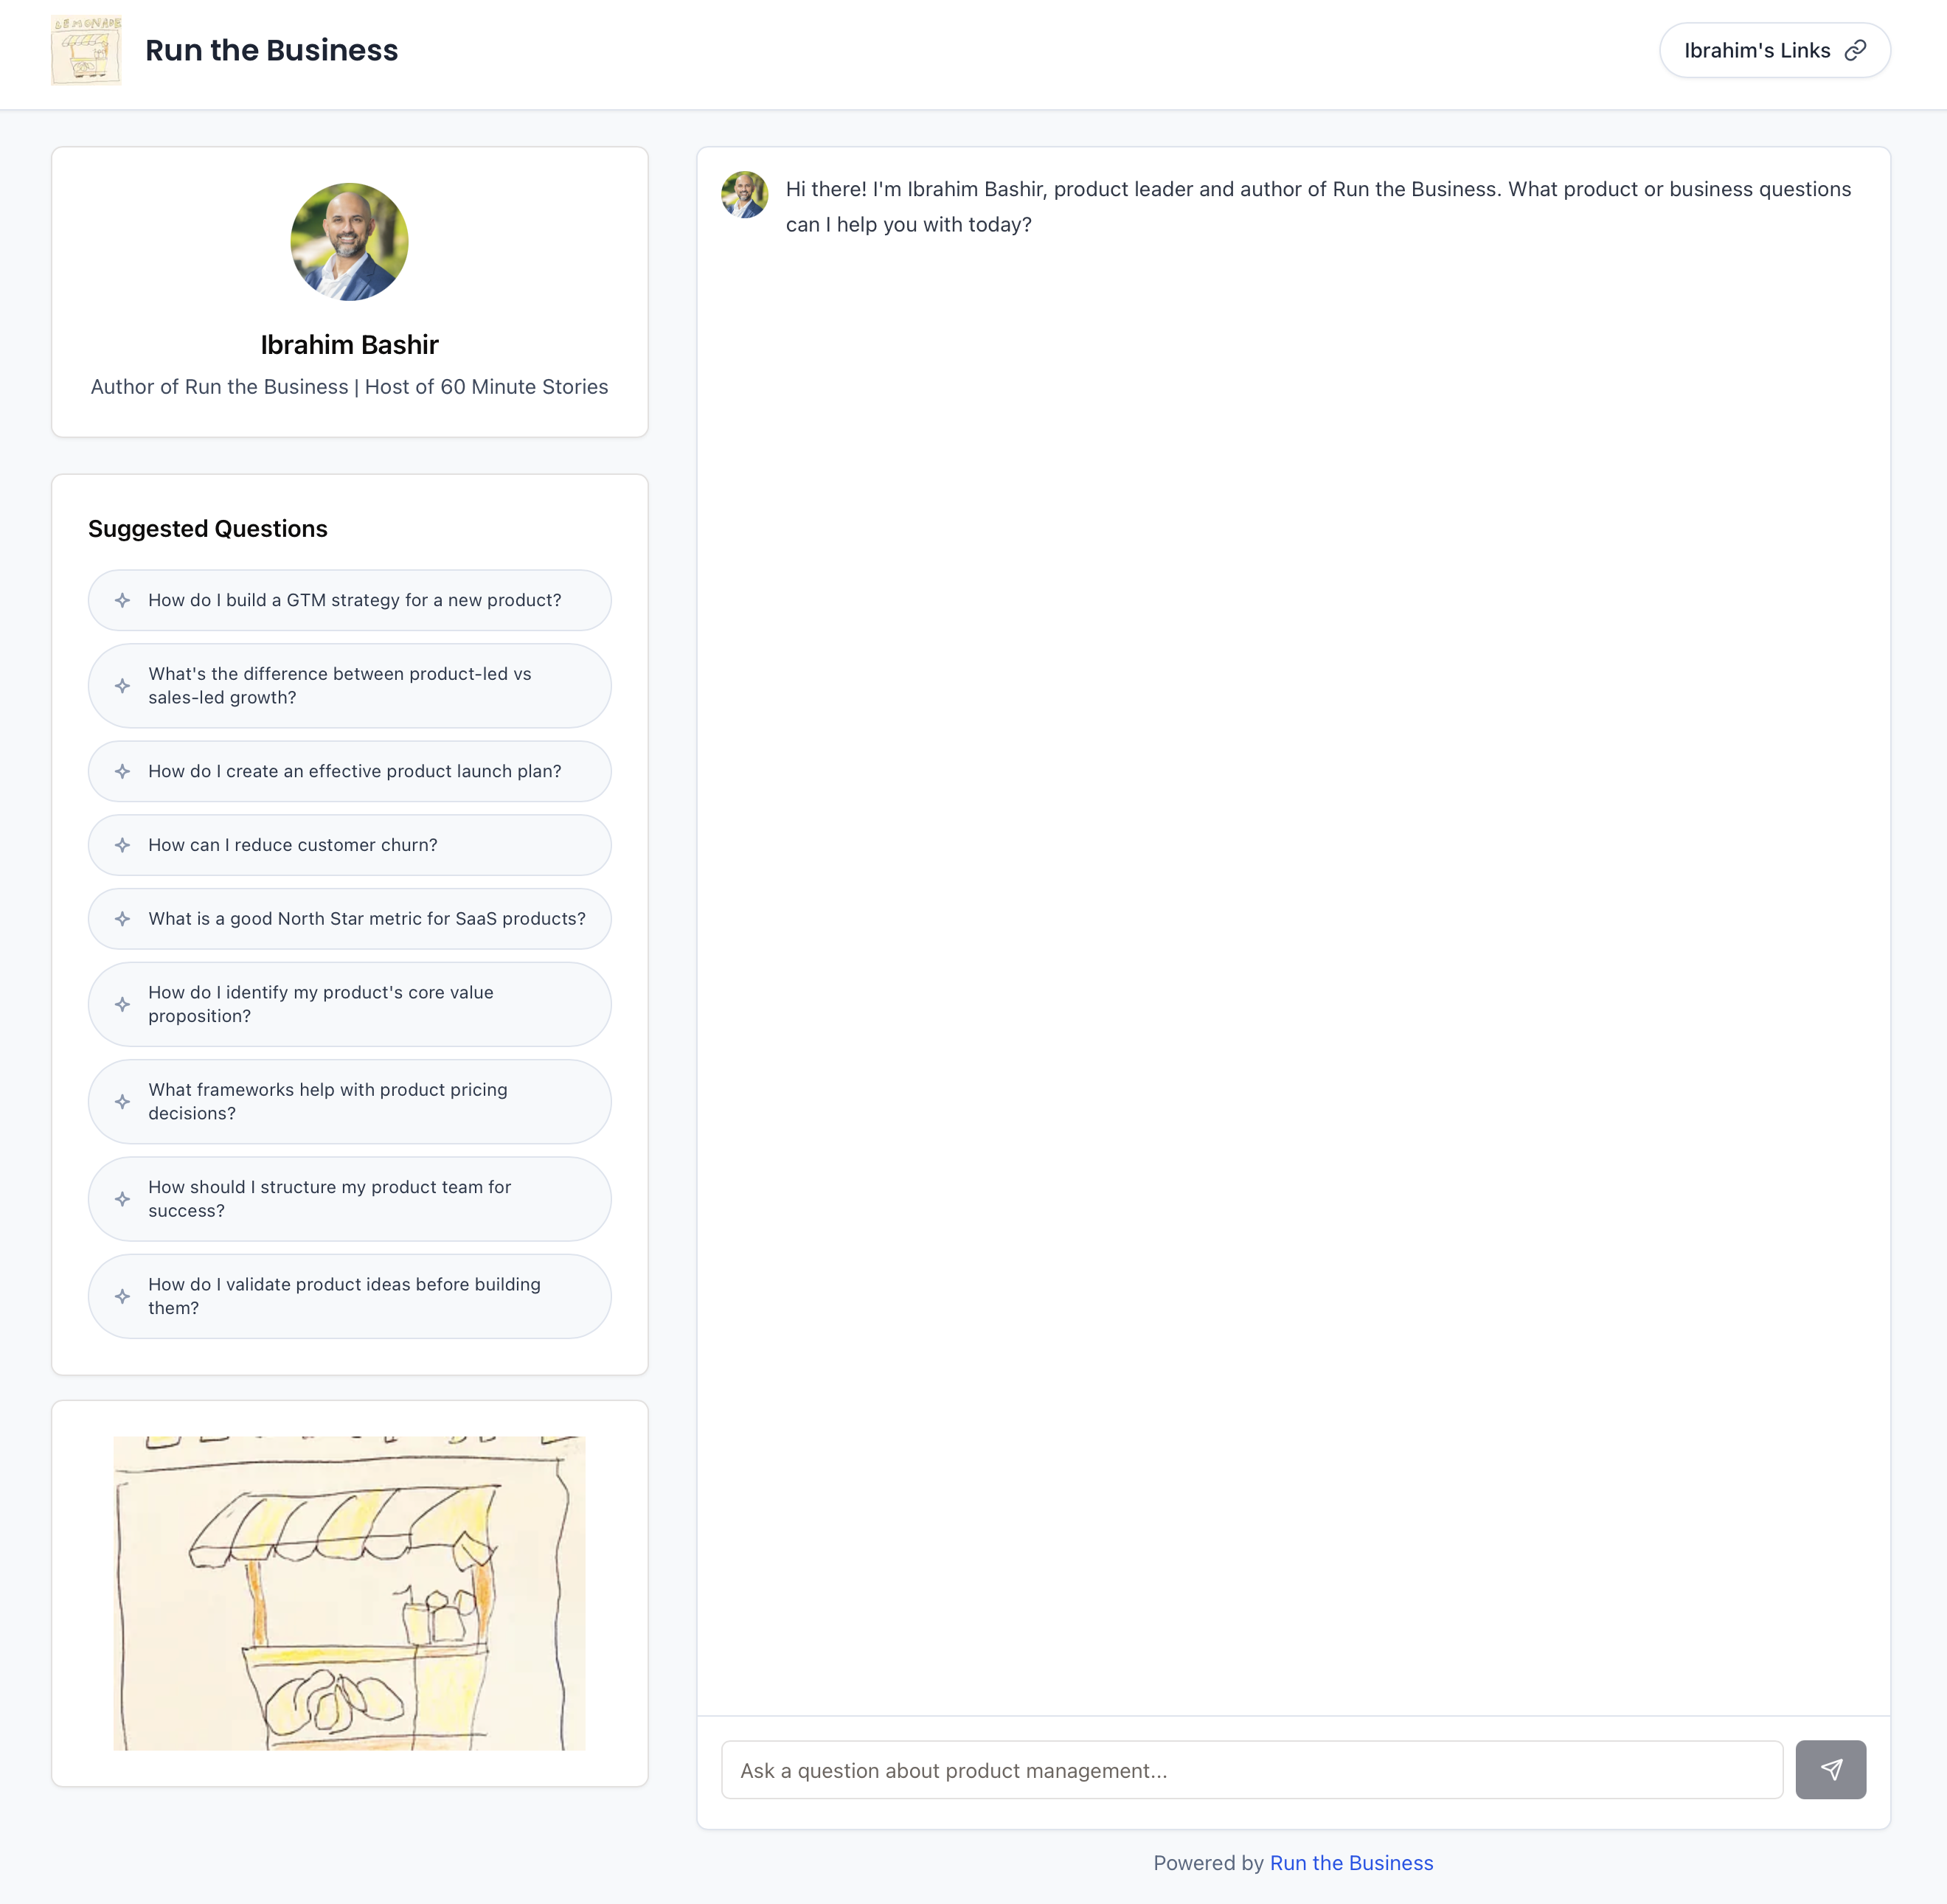 LEMONADE
Run the Business
Ibrahim's Links
Ibrahim Bashir
Author of Run the Business | Host of 60 Minute Stories
Suggested Questions
How do I build a GTM strategy for a new product?
What's the difference between product-led vs
sales-led growth?
How do I create an effective product launch plan?
How can I reduce customer churn?
What is a good North Star metric for SaaS products?
How do I identify my product's core value
proposition?
What frameworks help with product pricing
decisions?
How should I structure my product team for
success?
How do I validate product ideas before building
them?
Hi there! I'm Ibrahim Bashir, product leader and author of Run the Business. What product or business questions
can I help you with today?
Ask a question about product management...
Powered by Run the Business